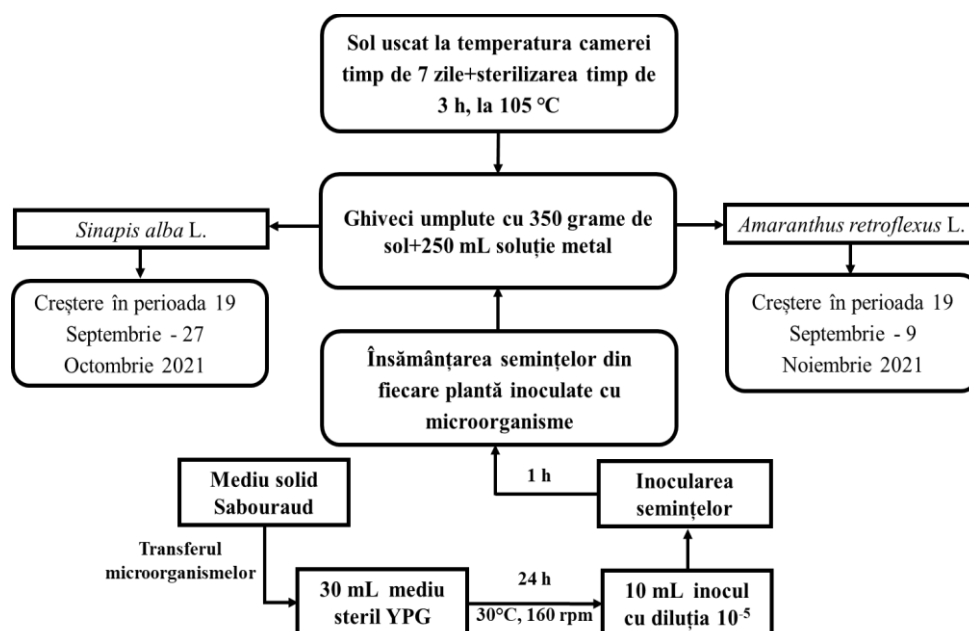 Sol uscat la temperatura camerei
timp de 7 zile+sterilizarea timp de
3 h, la 105 °C
Ghiveci umplute cu 350 grame de
sol+250 mL soluție metal
Sinapis alba L.
Amaranthus retroflexus L.
Creștere în perioada 19
Septembrie - 27
Octombrie 2021
Creștere în perioada 19
Septembrie - 9
Noiembrie 2021
Însămânțarea semințelor din
fiecare plantă inoculate cu
microorganisme
Mediu solid
Sabouraud
1 h
Inocularea
semințelor
Transferul
microorganismelor
30 mL mediu
steril YPG
24 h
30°C, 160 rpm
10 mL inocul
cu diluția 10⁻⁵